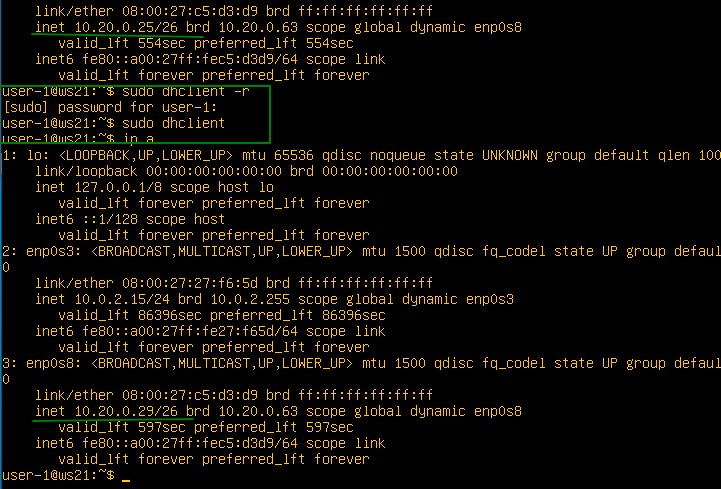 link/ether 08:00:27:c5:d3:d9 brd ff:ff:ff:ff:ff:ff
inet 10.20.0.25/26 brd 10.20.0.63 scope global dynamic enp0s8
valid_lft 554sec preferred_lft 554sec
inet6 fe80::a00:27ff:fec5:d3d9/64 scope link
valid_lft forever preferred_lft forever
user-1@ws21:~$ sudo dhclient -r
[sudo] password for user-1:
user-1@ws21:~$ sudo dhclient
user-1@ws21:~$ ip a
1: lo: <LOOPBACK,UP,LOWER_UP> mtu 65536 qdisc noqueue state UNKNOWN group default qlen 100
link/loopback 00:00:00:00:00:00 brd 00:00:00:00:00:00
inet 127.0.0.1/8 scope host lo
valid_lft forever preferred_lft forever
inet6 ::1/128 scope host
valid_lft forever preferred_lft forever
2: enp0s3: <BROADCAST,MULTICAST,UP,LOWER_UP> mtu 1500 qdisc fq_codel state UP group defaul
0
link/ether 08:00:27:27:f6:5d brd ff:ff:ff:ff:ff:ff
inet 10.0.2.15/24 brd 10.0.2.255 scope global dynamic enp0s3
valid_lft 86396sec preferred_lft 86396sec
inet6 fe80::a00:27ff:fe27:f65d/64 scope link
valid_lft forever preferred_lft forever
3: enp0s8: <BROADCAST,MULTICAST,UP,LOWER_UP> mtu 1500 qdisc fq_codel state UP group defaul
0
link/ether 08:00:27:c5:d3:d9 brd ff:ff:ff:ff:ff:ff
inet 10.20.0.29/26 brd 10.20.0.63 scope global dynamic enp0s8
valid_lft 597sec preferred_lft 597sec
inet6 fe80::a00:27ff:fec5:d3d9/64 scope link
valid_lft forever preferred_lft forever
user-1@ws21:~$ _